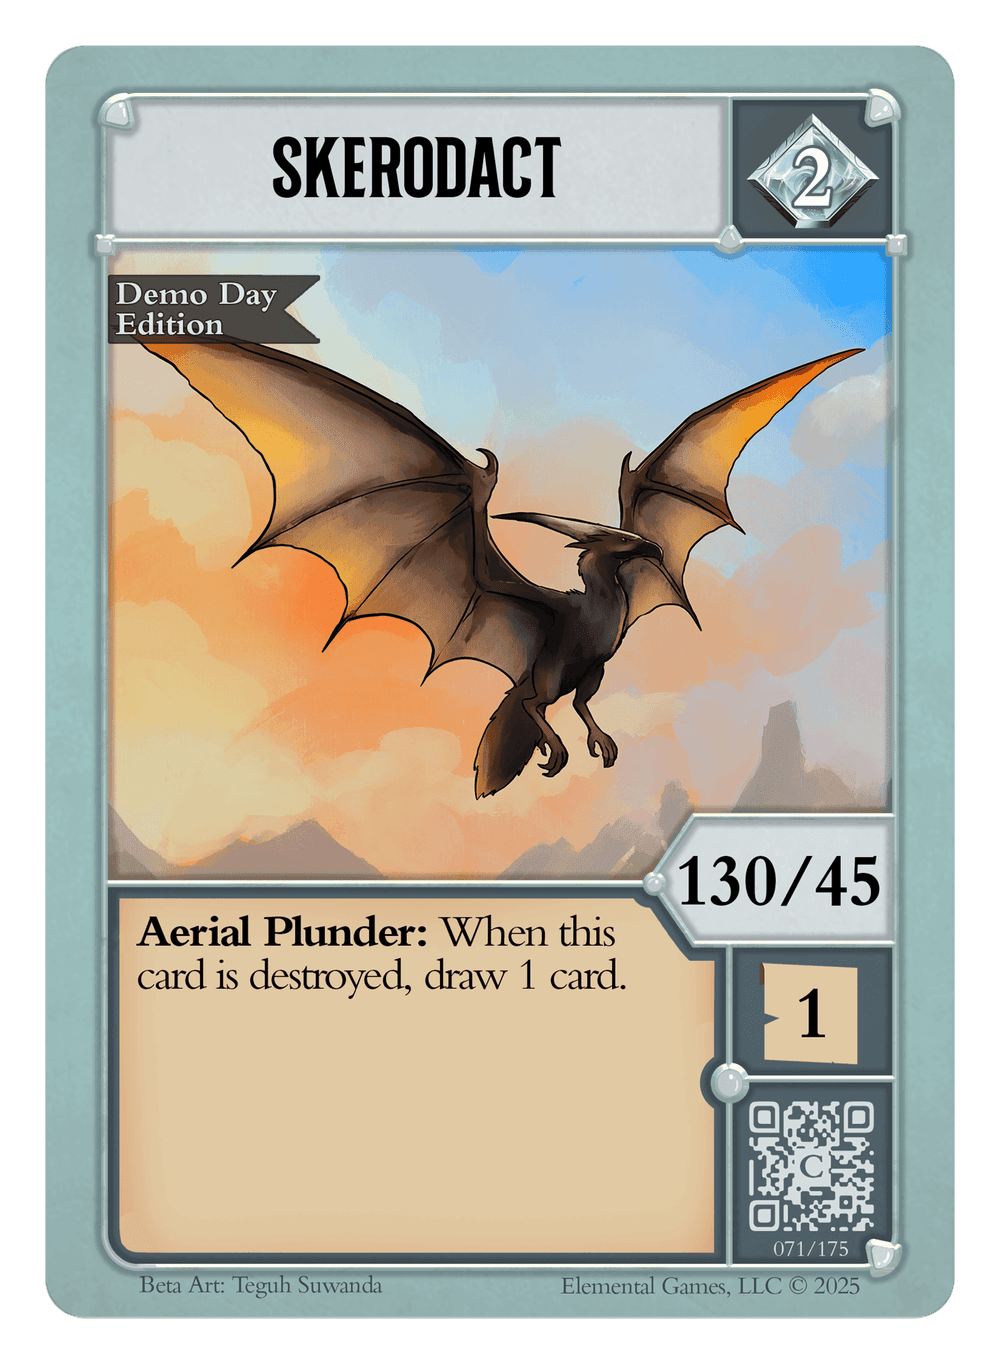 SKERODACT
2
Demo Day
Edition
130/45
Aerial Plunder: When this
card is destroyed, draw 1 card.
1
C
071/175
Beta Art: Teguh Suwanda
Elemental Games, LLC © 2025